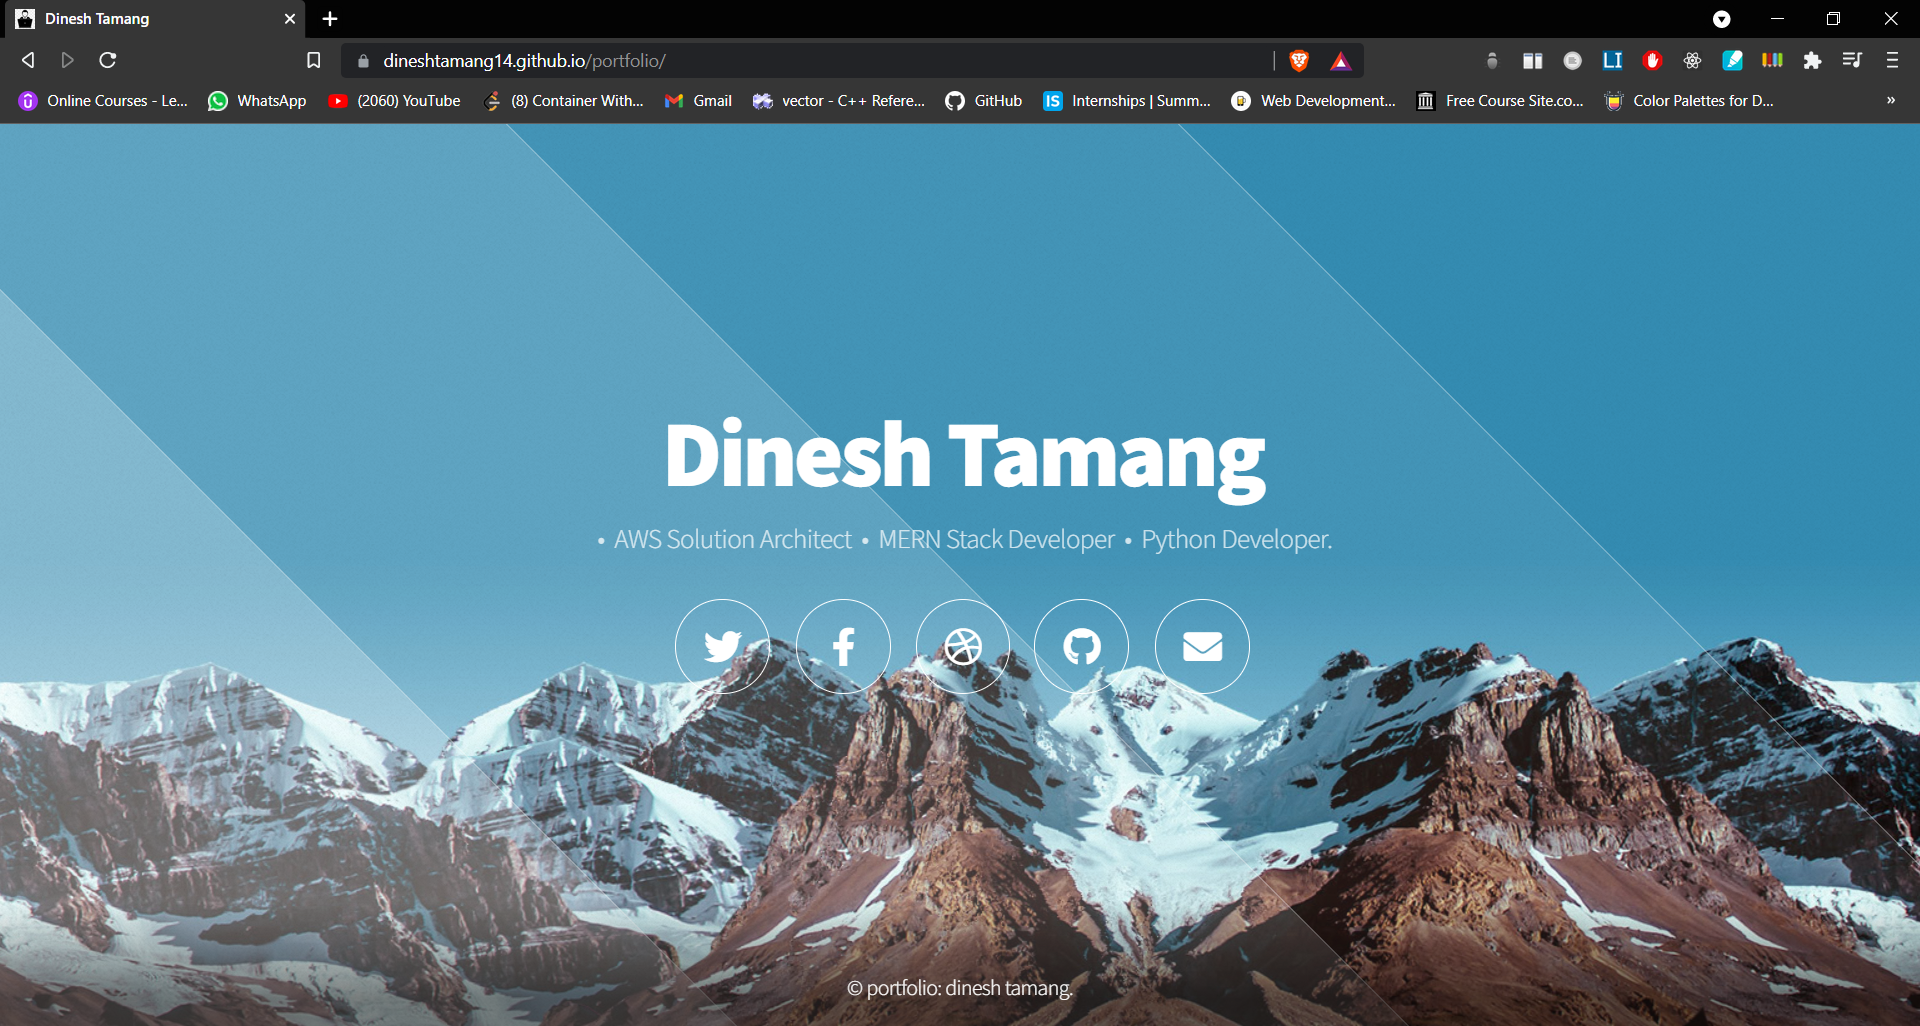 Dinesh Tamang
dineshtamang14.github.io/portfolio/
Online Courses - Le...
WhatsApp
(2060) YouTube
(8) Container With...
Gmail
vector - C++ Refere...
GitHub
IS
Internships | Summ...
Web Development...
Free Course Site.co...
Color Palettes for D...
»
LI
Dinesh Tamang
• AWS Solution Architect • MERN Stack Developer • Python Developer.
© portfolio: dinesh tamang.